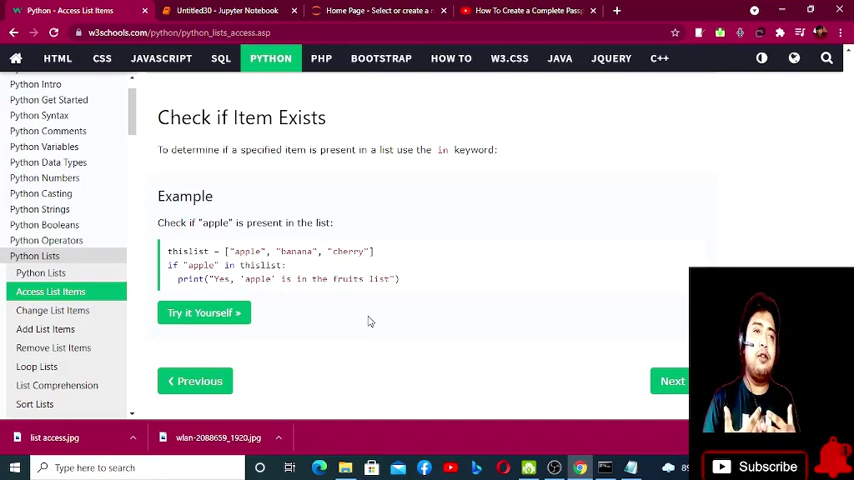 Python - Access List Items
Untitled30 - Jupyter Notebook
Home Page - Select or create a n
How To Create a Complete Passp
w3schools.com/python/python_lists_access.asp
HTML CSS JAVASCRIPT SQL PYTHON PHP BOOTSTRAP HOW TO W3.CSS JAVA JQUERY C++
Python Intro
Python Get Started
Python Syntax
Python Comments
Python Variables
Python Data Types
Python Numbers
Python Casting
Python Strings
Python Booleans
Python Operators
Python Lists
Python Lists
Access List Items
Change List Items
Add List Items
Remove List Items
Loop Lists
List Comprehension
Sort Lists
Check if Item Exists
To determine if a specified item is present in a list use the in keyword:
Example
Check if "apple" is present in the list:
thislist = ["apple", "banana", "cherry"]
if "apple" in thislist:
print("Yes, 'apple' is in the fruits list")
Try it Yourself »
❮ Previous
Next
list access.jpg
wlan-2088659_1920.jpg
Type here to search
Subscribe